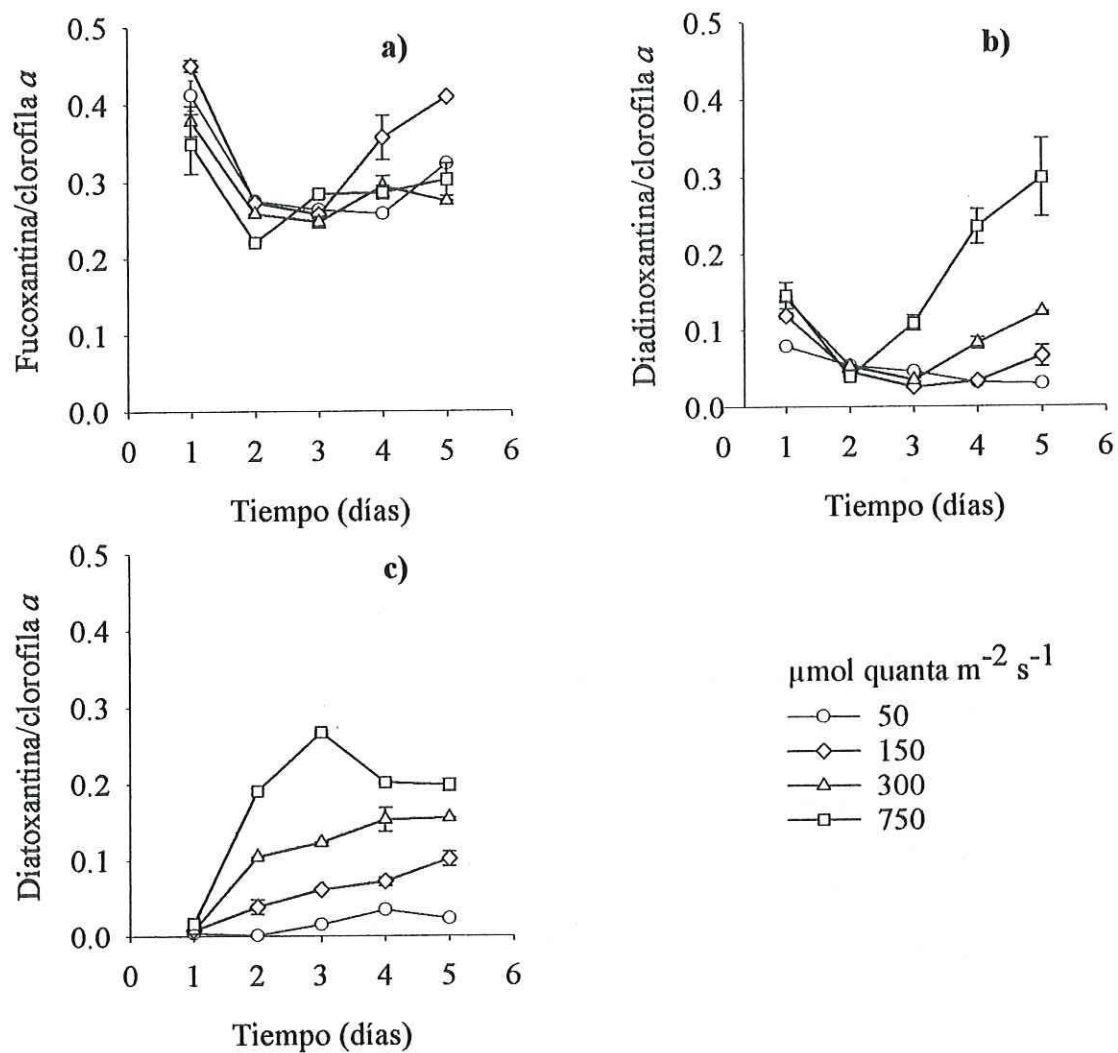 a)
0.5
0.4
0.3
0.2
0.1
0.0
Fucoxantina/clorofila a
0 1 2 3 4 5 6
Tiempo (días)
b)
0.5
0.4
0.3
0.2
0.1
0.0
Diadinoxantina/clorofila a
0 1 2 3 4 5 6
Tiempo (días)
c)
0.5
0.4
0.3
0.2
0.1
0.0
Diatoxantina/clorofila a
0 1 2 3 4 5 6
Tiempo (días)
µmol quanta m⁻² s⁻¹
50
150
300
750